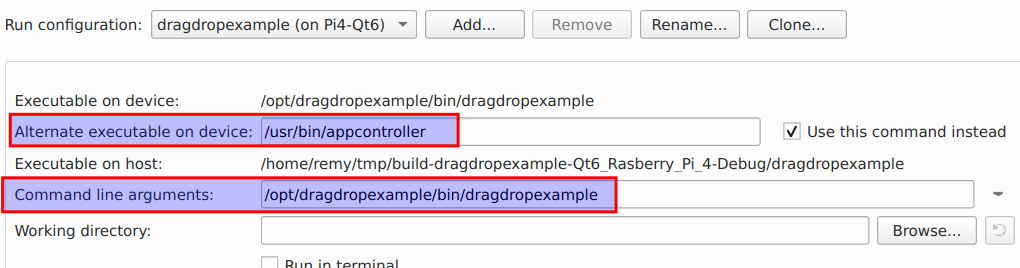 Run configuration: dragdropexample (on Pi4-Qt6) Add... Remove Rename... Clone...
Executable on device: /opt/dragdropexample/bin/dragdropexample
Alternate executable on device: /usr/bin/appcontroller Use this command instead
Executable on host: /home/remy/tmp/build-dragdropexample-Qt6_Rasberry_Pi_4-Debug/dragdropexample
Command line arguments: /opt/dragdropexample/bin/dragdropexample
Working directory: Browse...
Run in terminal